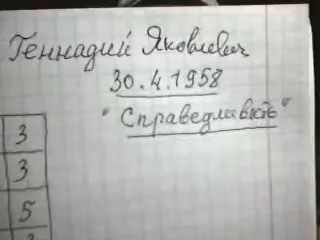 Геннадий Яковлевич
30.4.1958
"Справедливость"
3
3
5